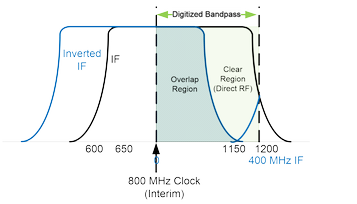 Digitized Bandpass
Inverted
IF
IF
Overlap
Region
Clear
Region
(Direct RF)
600 650 1150 1200
0 400 MHz IF
800 MHz Clock
(Interim)